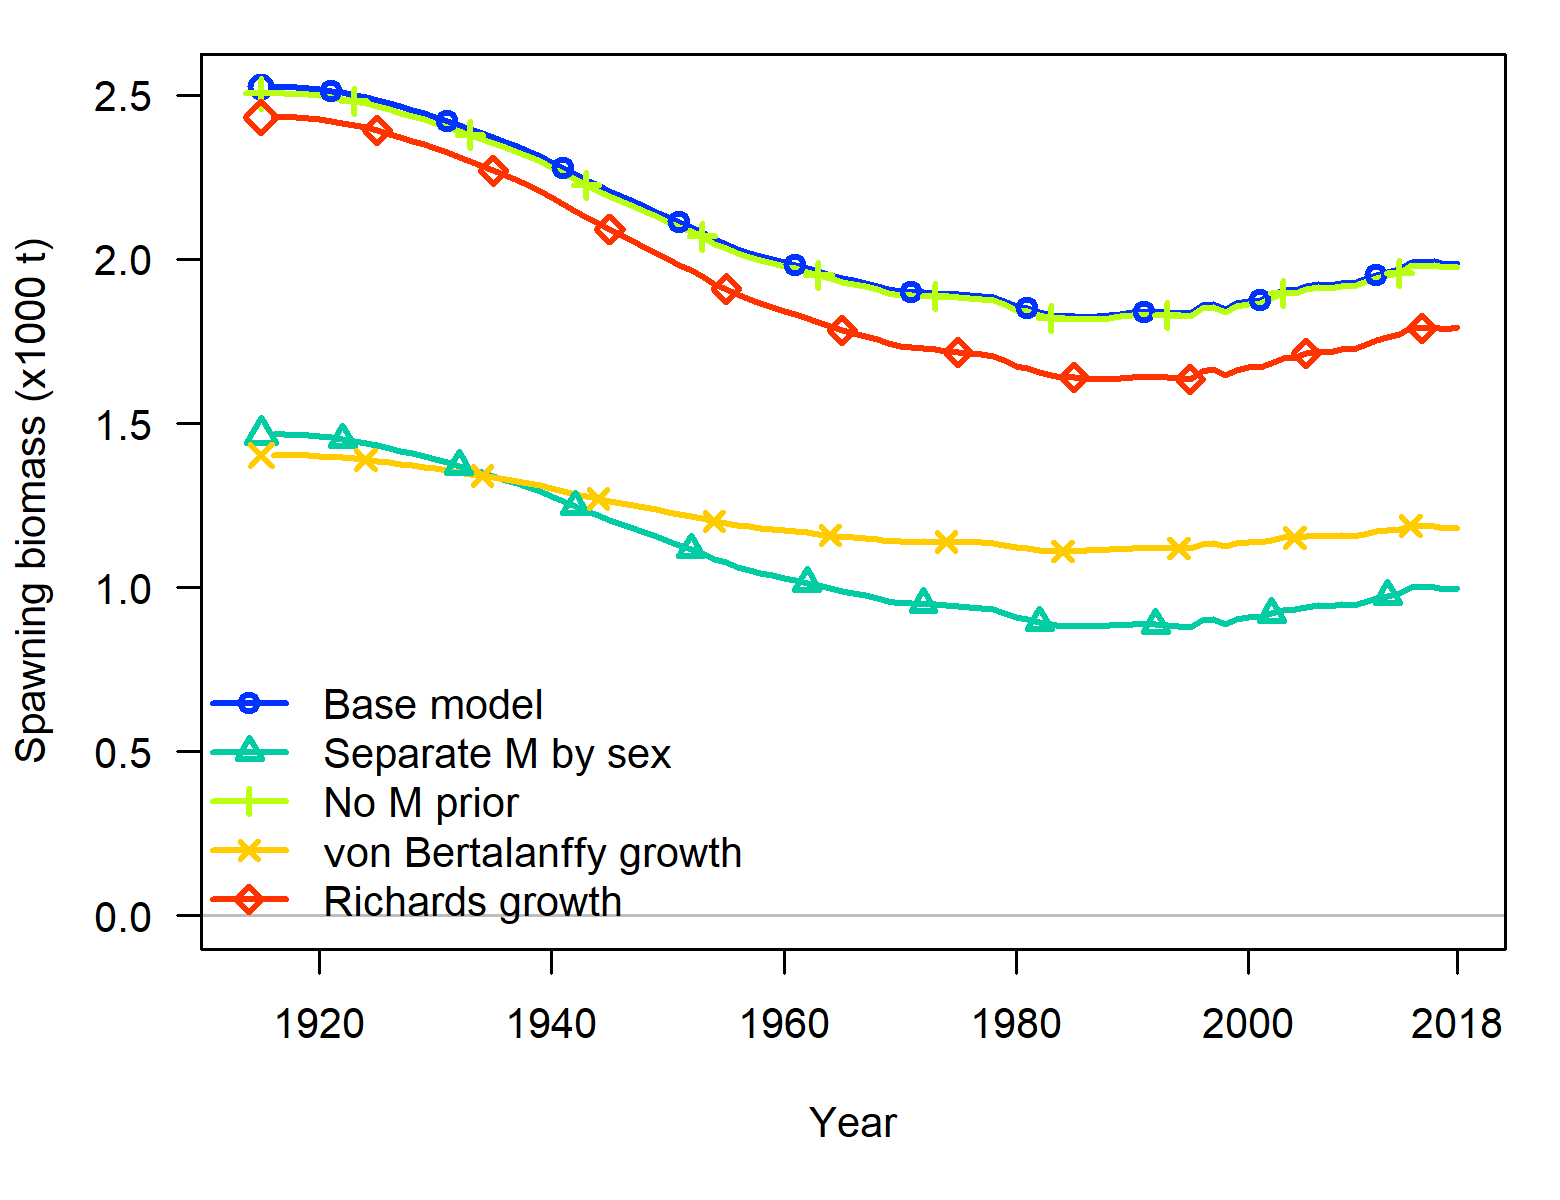 Spawning biomass (x1000 t)
2.5
2.0
1.5
1.0
0.5
0.0
Base model
Separate M by sex
No M prior
von Bertalanffy growth
Richards growth
1920 1940 1960 1980 2000 2018
Year